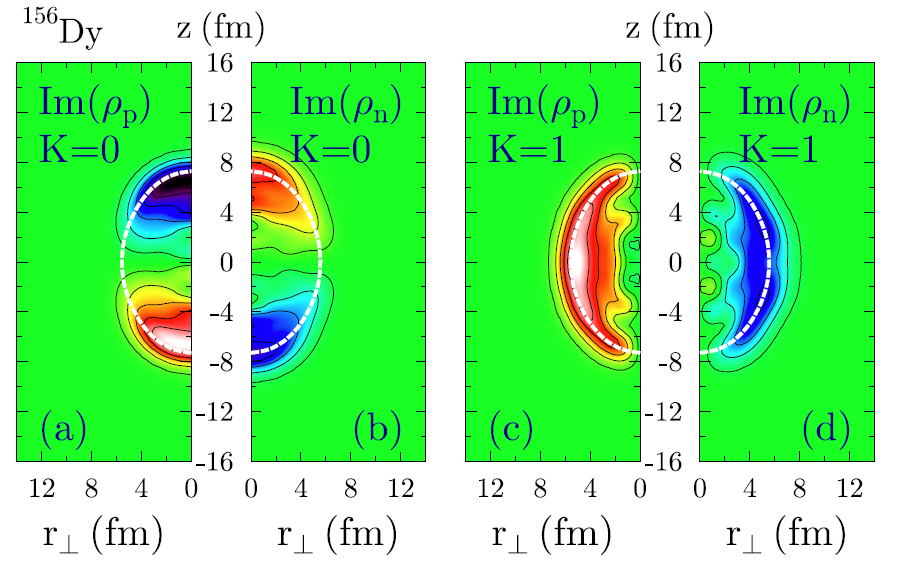 ¹⁵⁶Dy z (fm) z (fm)
16 16
Im(ρₚ) Im(ρₙ) Im(ρₚ) Im(ρₙ)
12 12
K=0 K=0 K=1 K=1
8 8
4 4
0 0
-4 -4
-8 -8
-12 -12
(a) (b) (c) (d)
-16 -16
12 8 4 0 0 4 8 12 12 8 4 0 0 4 8 12
r⊥ (fm) r⊥ (fm) r⊥ (fm) r⊥ (fm)